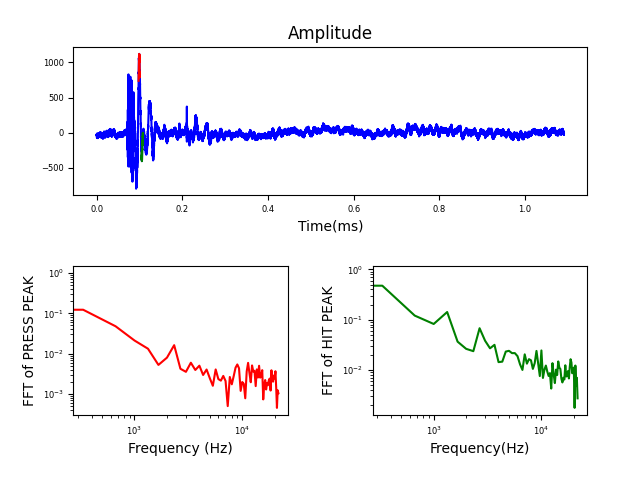 Amplitude
1000
500
0
−500
0.0 0.2 0.4 0.6 0.8 1.0
Time(ms)
FFT of PRESS PEAK
10⁰
10⁻¹
10⁻²
10⁻³
10³ 10⁴
Frequency (Hz)
FFT of HIT PEAK
10⁰
10⁻¹
10⁻²
10³ 10⁴
Frequency(Hz)